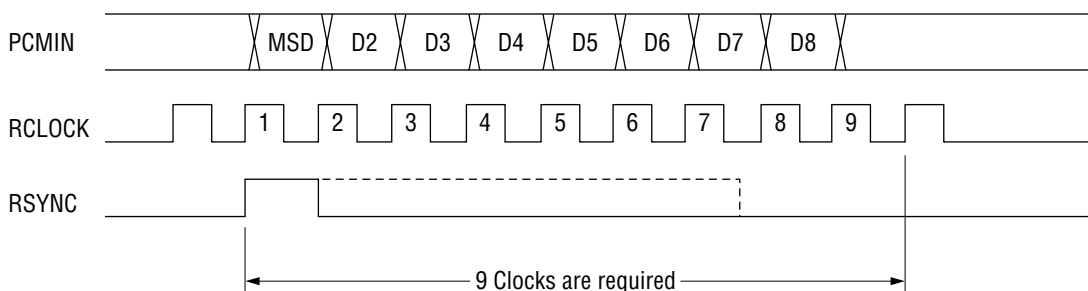 PCMIN MSD D2 D3 D4 D5 D6 D7 D8
RCLOCK 1 2 3 4 5 6 7 8 9
RSYNC
9 Clocks are required